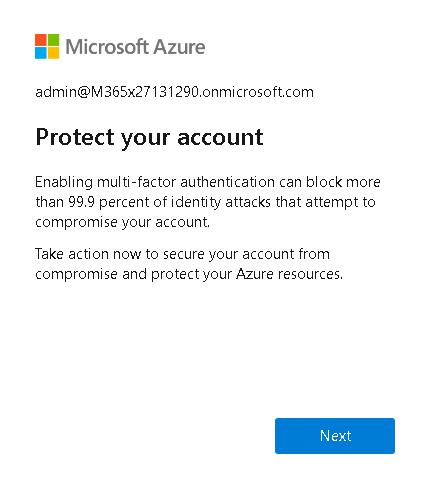 Microsoft Azure
admin@M365x27131290.onmicrosoft.com
Protect your account
Enabling multi-factor authentication can block more
than 99.9 percent of identity attacks that attempt to
compromise your account.
Take action now to secure your account from
compromise and protect your Azure resources.
Next